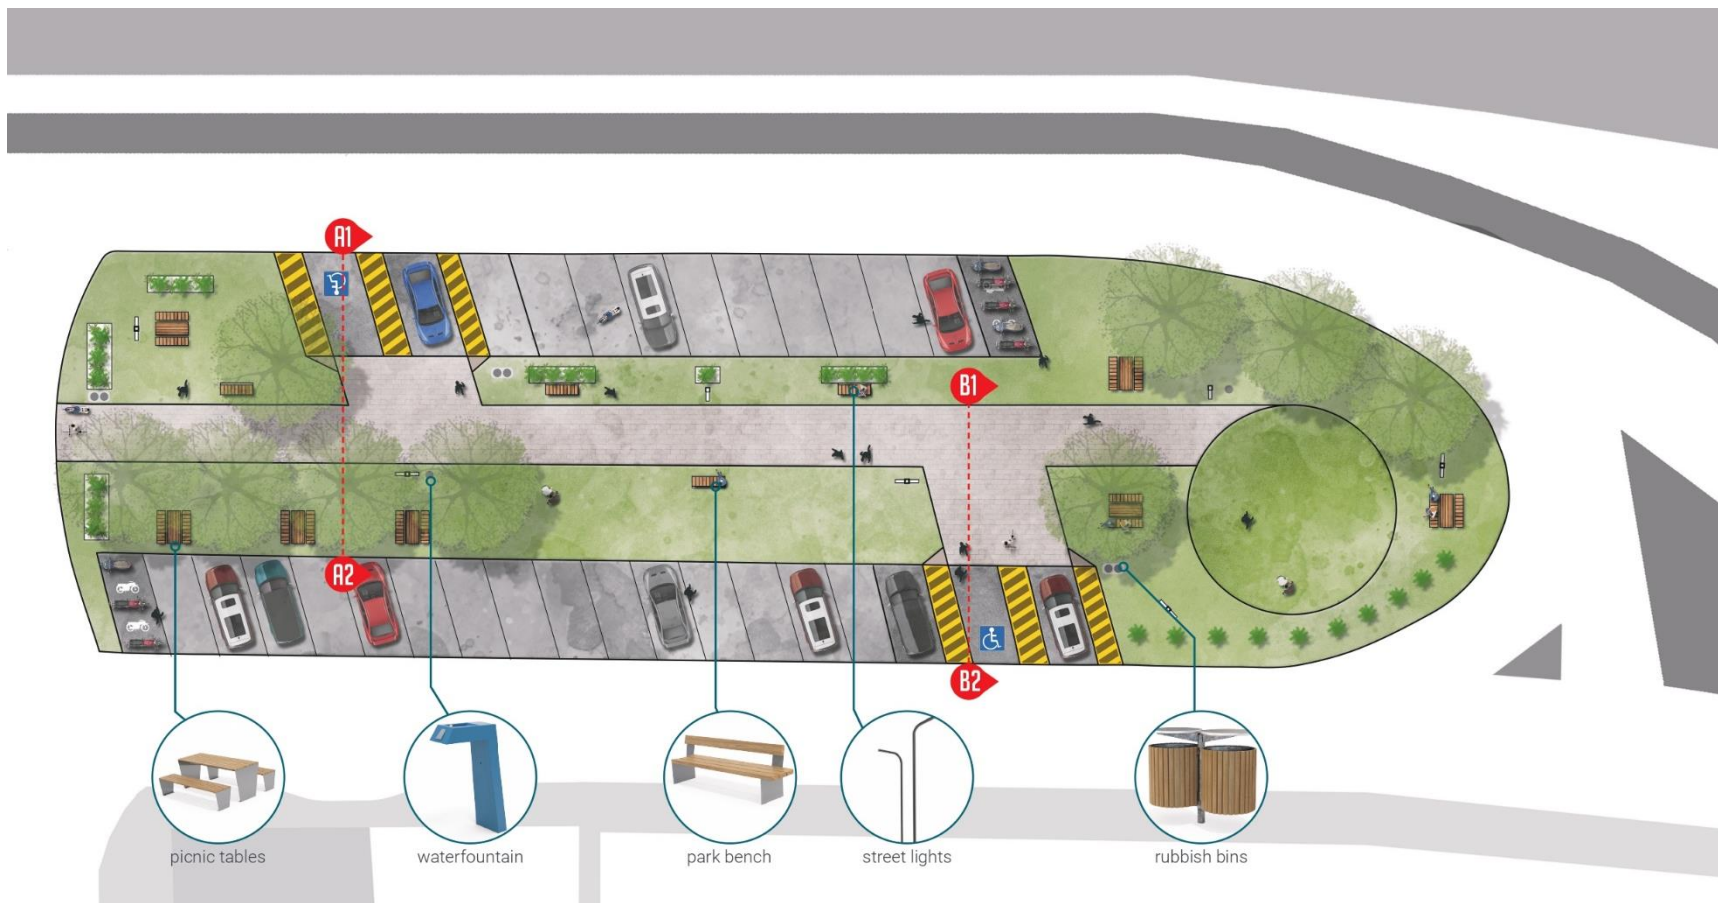 A1
B1
A2
B2
picnic tables
waterfountain
park bench
street lights
rubbish bins